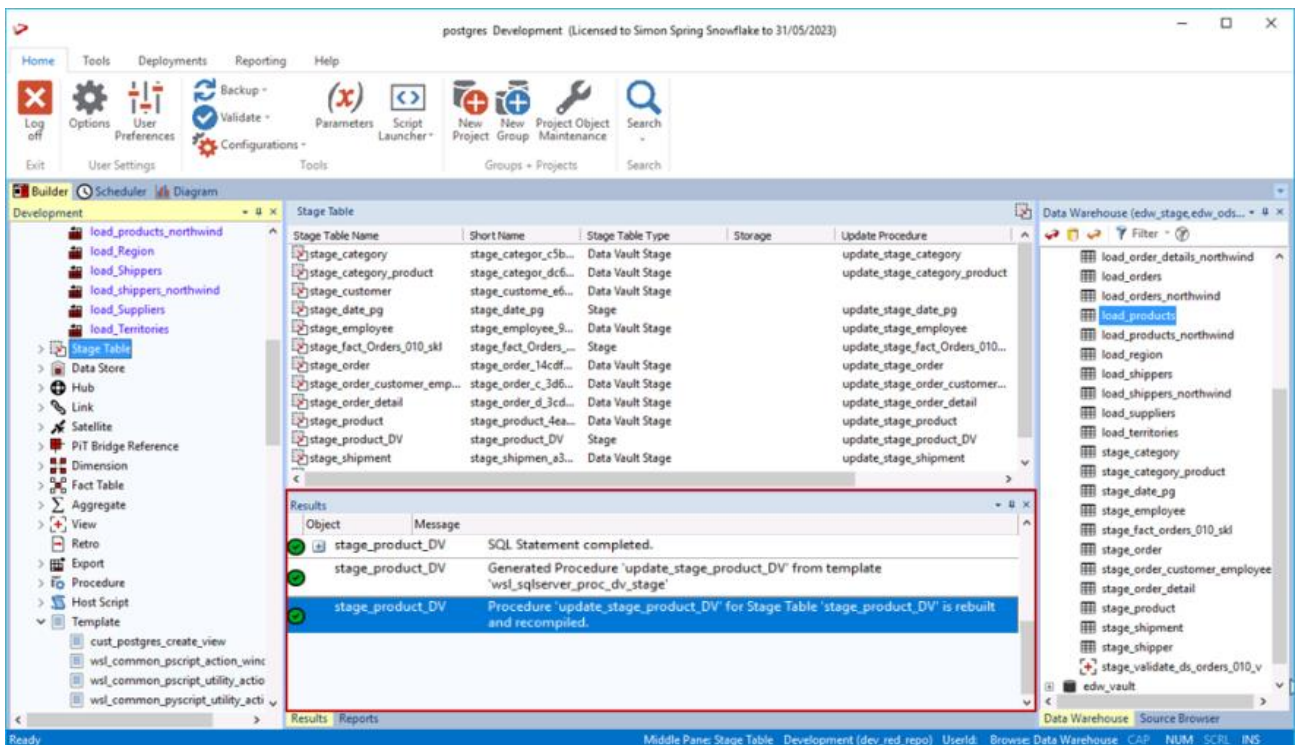 postgres Development (Licensed to Simon Spring Snowflake to 31/05/2023)
Home Tools Deployments Reporting Help
Log off
Options
User Preferences
Backup
Validate
Configurations
Parameters
Script Launcher
New Project
New Group
Project Object Maintenance
Search
Exit User Settings Tools Groups + Projects Search
Builder Scheduler Diagram
Development
load_products_northwind
load_Region
load_Shippers
load_shippers_northwind
load_Suppliers
load_Territories
Stage Table
Data Store
Hub
Link
Satellite
PiT Bridge Reference
Dimension
Fact Table
Aggregate
View
Retro
Export
Procedure
Host Script
Template
cust_postgres_create_view
wsl_common_pscript_action_winc
wsl_common_pscript_utility_actio
wsl_common_pyscript_utility_acti
Stage Table
Stage Table Name Short Name Stage Table Type Storage Update Procedure
stage_category stage_categor_c5b... Data Vault Stage update_stage_category
stage_category_product stage_categor_dc6... Data Vault Stage update_stage_category_product
stage_customer stage_custome_e6... Data Vault Stage
stage_date_pg stage_date_pg Stage update_stage_date_pg
stage_employee stage_employee_9... Data Vault Stage update_stage_employee
stage_fact_Orders_010_skl stage_fact_Orders_... Stage update_stage_fact_Orders_010...
stage_order stage_order_14cdf... Data Vault Stage update_stage_order
stage_order_customer_emp... stage_order_c_3d6... Data Vault Stage update_stage_order_customer...
stage_order_detail stage_order_d_3cd... Data Vault Stage update_stage_order_detail
stage_product stage_product_4ea... Data Vault Stage update_stage_product
stage_product_DV stage_product_DV Stage update_stage_product_DV
stage_shipment stage_shipmen_a3... Data Vault Stage update_stage_shipment
Results
Object Message
stage_product_DV SQL Statement completed.
stage_product_DV Generated Procedure 'update_stage_product_DV' from template
'wsl_sqlserver_proc_dv_stage'
stage_product_DV Procedure 'update_stage_product_DV' for Stage Table 'stage_product_DV' is rebuilt
and recompiled.
Results Reports
Data Warehouse (edw_stage,edw_ods...
Filter
load_order_details_northwind
load_orders
load_orders_northwind
load_products
load_products_northwind
load_region
load_shippers
load_shippers_northwind
load_suppliers
load_territories
stage_category
stage_category_product
stage_date_pg
stage_employee
stage_fact_orders_010_skl
stage_order
stage_order_customer_employee
stage_order_detail
stage_product
stage_shipment
stage_shipper
stage_validate_ds_orders_010_v
edw_vault
Data Warehouse Source Browser
Ready Middle Pane: Stage Table Development (dev_red_repo) UserId: Browse: Data Warehouse CAP NUM SCRL INS